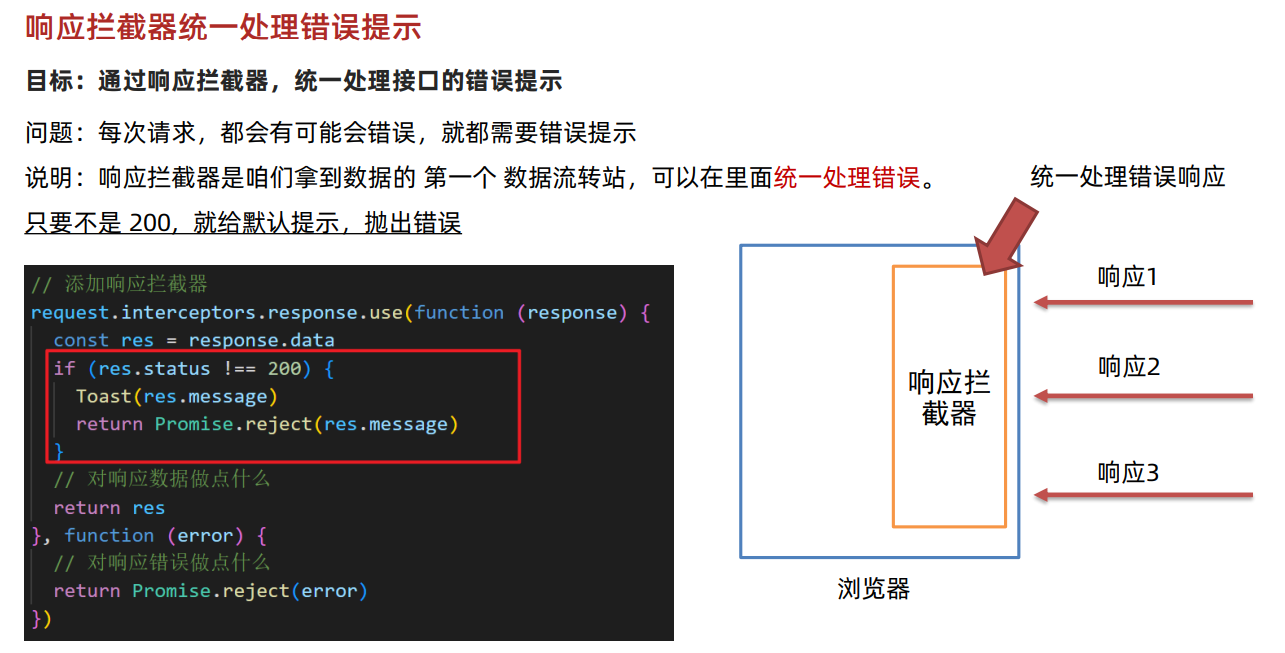 响应拦截器统一处理错误提示
目标：通过响应拦截器，统一处理接口的错误提示
问题：每次请求，都会有可能会错误，就都需要错误提示
说明：响应拦截器是咱们拿到数据的 第一个 数据流转站，可以在里面统一处理错误。
只要不是 200，就给默认提示，抛出错误
// 添加响应拦截器
request.interceptors.response.use(function (response) {
const res = response.data
if (res.status !== 200) {
Toast(res.message)
return Promise.reject(res.message)
}
// 对响应数据做点什么
return res
}, function (error) {
// 对响应错误做点什么
return Promise.reject(error)
})
统一处理错误响应
响应1
响应2
响应3
响应拦
截器
浏览器